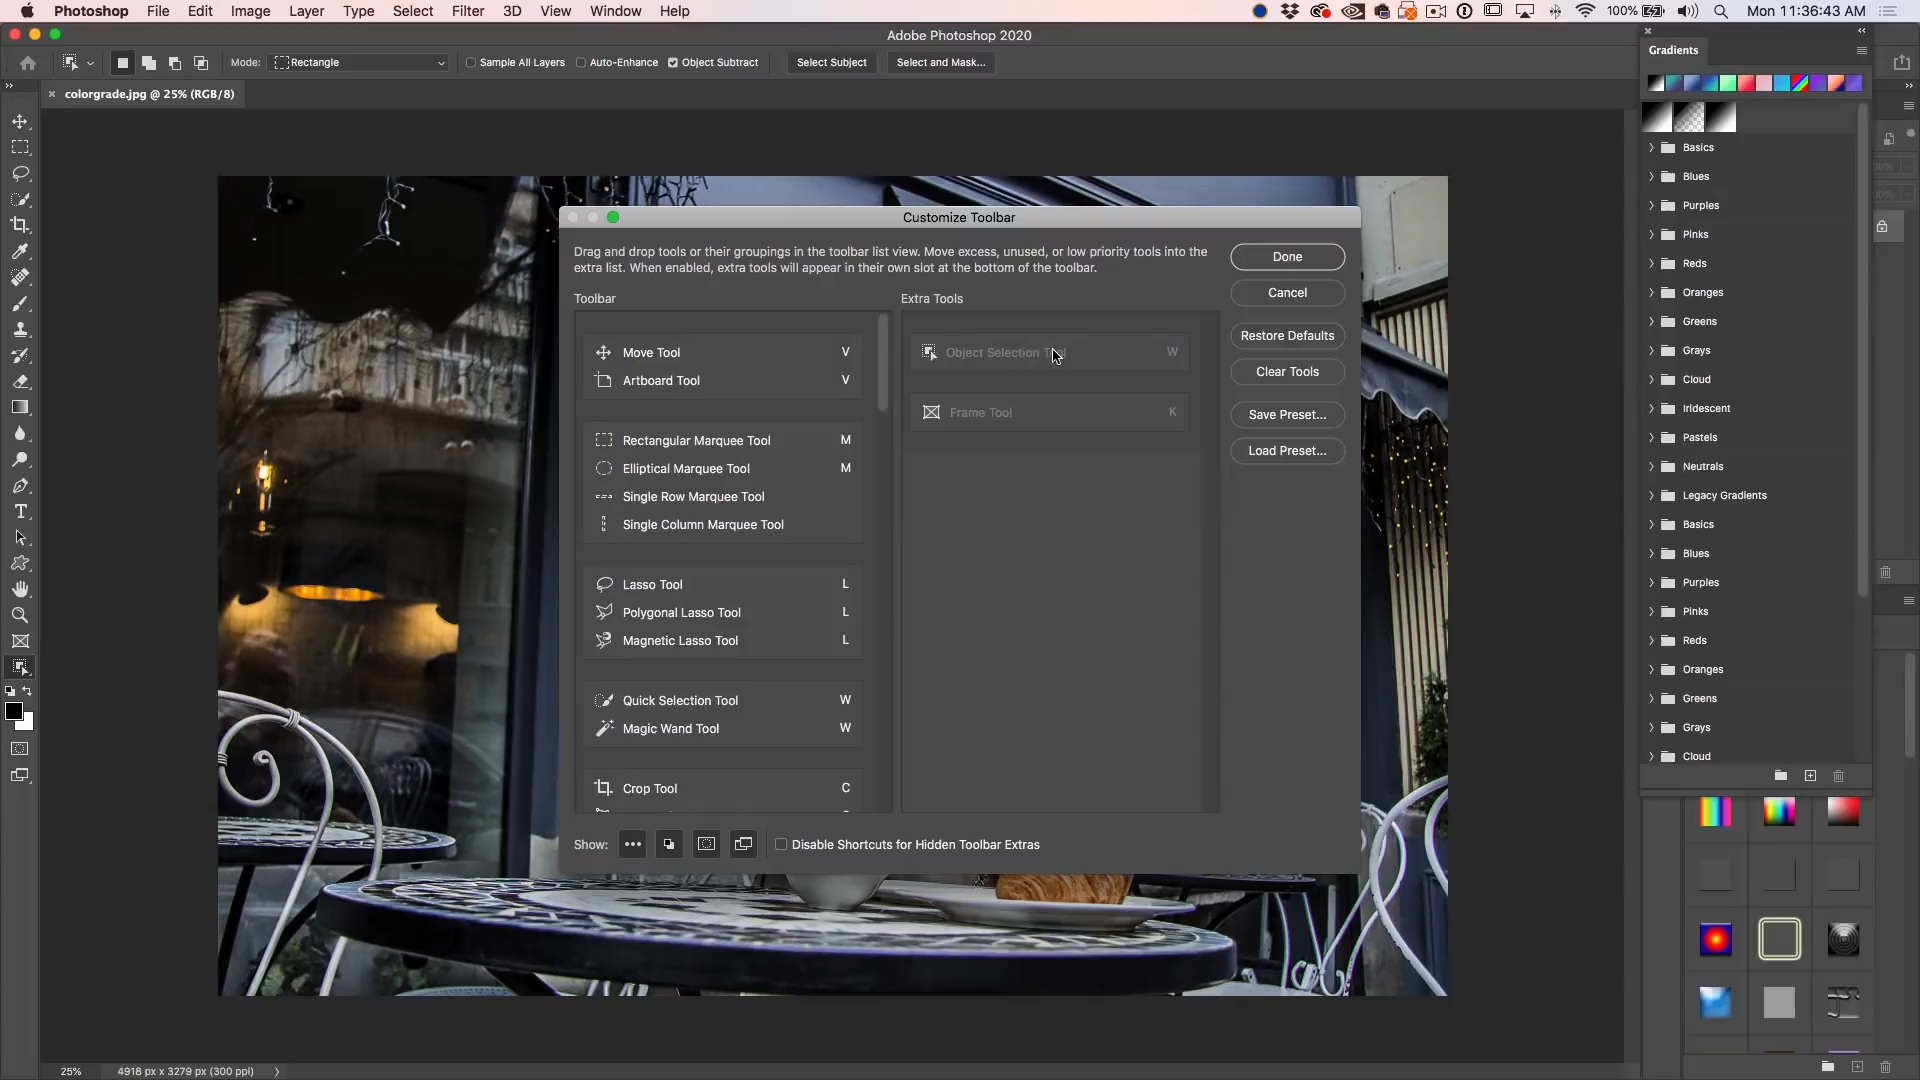 Photoshop File Edit Image Layer Type Select Filter 3D View Window Help
100% Mon 11:36:43 AM
Adobe Photoshop 2020
Mode: Rectangle Sample All Layers Auto-Enhance Object Subtract Select Subject Select and Mask...
colorgrade.jpg @ 25% (RGB/8)
Customize Toolbar
Drag and drop tools or their groupings in the toolbar list view. Move excess, unused, or low priority tools into the
extra list. When enabled, extra tools will appear in their own slot at the bottom of the toolbar.
Toolbar
Move Tool V
Artboard Tool V
Rectangular Marquee Tool M
Elliptical Marquee Tool M
Single Row Marquee Tool
Single Column Marquee Tool
Lasso Tool L
Polygonal Lasso Tool L
Magnetic Lasso Tool L
Quick Selection Tool W
Magic Wand Tool W
Crop Tool C
Extra Tools
Object Selection Tool W
Frame Tool K
Done
Cancel
Restore Defaults
Clear Tools
Save Preset...
Load Preset...
Show: Disable Shortcuts for Hidden Toolbar Extras
Gradients
Basics
Blues
Purples
Pinks
Reds
Oranges
Greens
Grays
Cloud
Iridescent
Pastels
Neutrals
Legacy Gradients
Basics
Blues
Purples
Pinks
Reds
Oranges
Greens
Grays
Cloud
25% 4918 px x 3279 px (300 ppi)